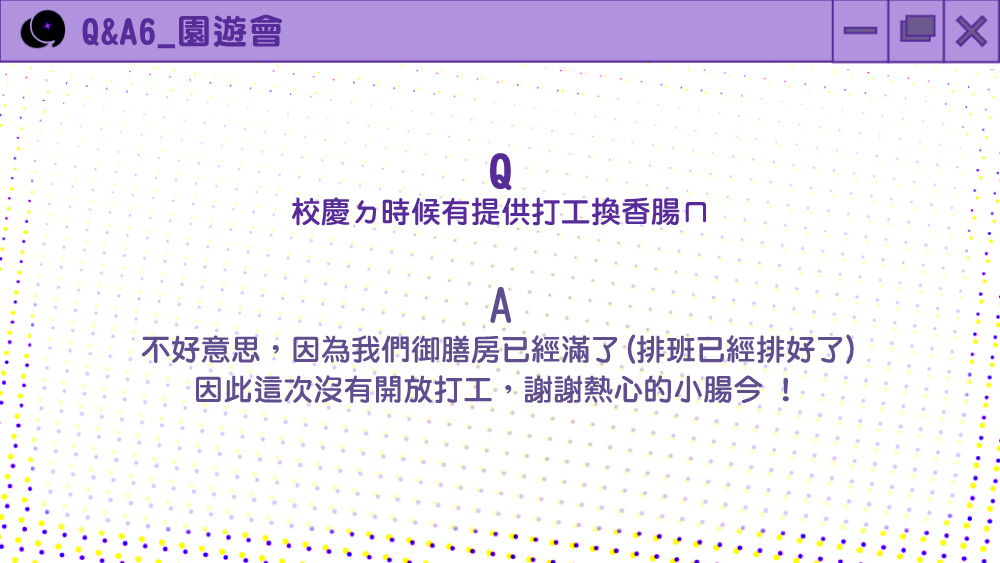 Q&A6_園遊會
Q
校慶ㄉ時候有提供打工換香腸ㄇ
A
不好意思，因為我們御膳房已經滿了(排班已經排好了)
因此這次沒有開放打工，謝謝熱心的小腸今 ！